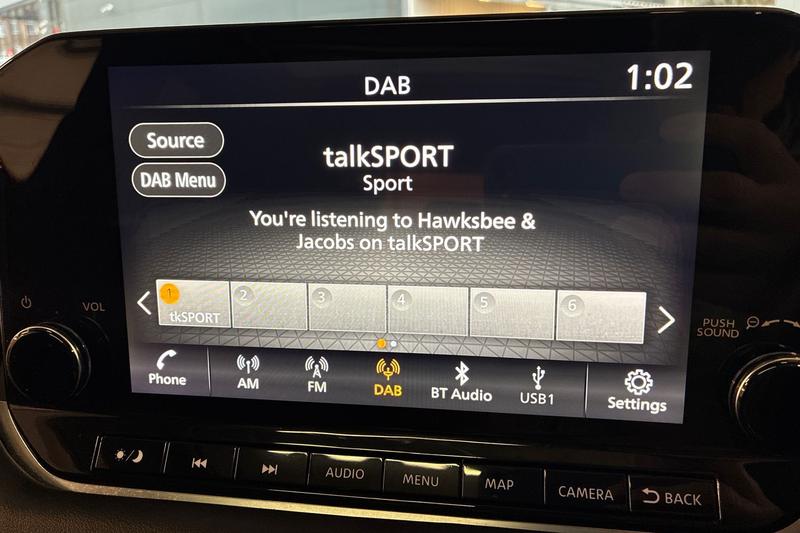 DAB
1:02
Source
DAB Menu
talkSPORT
Sport
You're listening to Hawksbee &
Jacobs on talkSPORT
1
2
3
4
5
6
tkSPORT
VOL
PUSH
SOUND
Phone
AM
FM
DAB
BT Audio
USB1
Settings
AUDIO
MENU
MAP
CAMERA
BACK